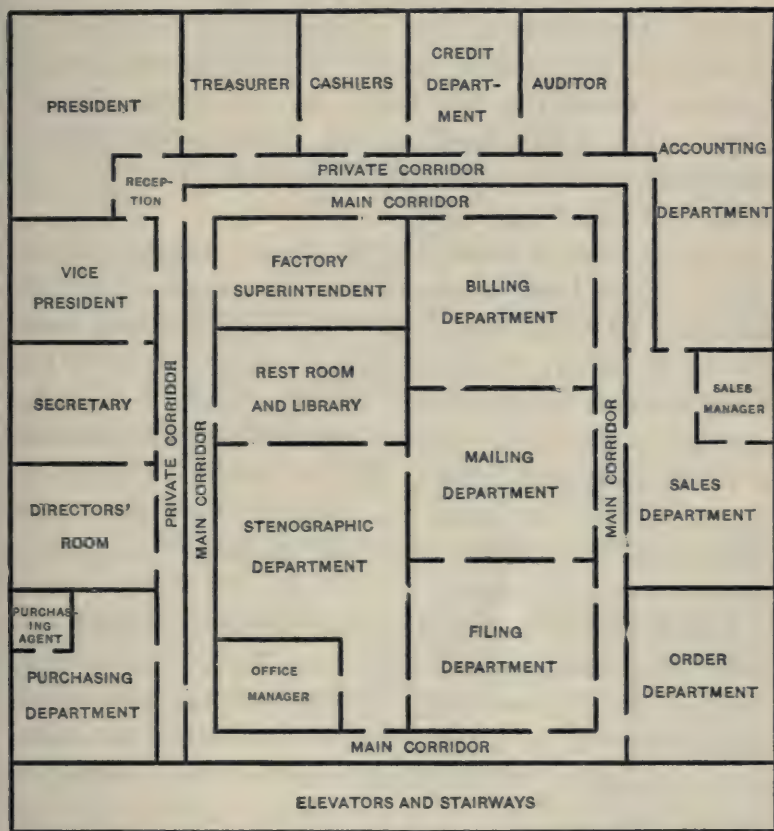 PRESIDENT
TREASURER
CASHIERS
CREDIT
DEPART-
MENT
AUDITOR
ACCOUNTING
DEPARTMENT
PRIVATE CORRIDOR
RECEP-
TION
MAIN CORRIDOR
VICE
PRESIDENT
FACTORY
SUPERINTENDENT
BILLING
DEPARTMENT
SECRETARY
PRIVATE CORRIDOR
MAIN CORRIDOR
REST ROOM
AND LIBRARY
SALES
MANAGER
DIRECTORS'
ROOM
STENOGRAPHIC
DEPARTMENT
MAILING
DEPARTMENT
MAIN CORRIDOR
SALES
DEPARTMENT
PURCHAS-
ING
AGENT
PURCHASING
DEPARTMENT
OFFICE
MANAGER
FILING
DEPARTMENT
ORDER
DEPARTMENT
MAIN CORRIDOR
ELEVATORS AND STAIRWAYS